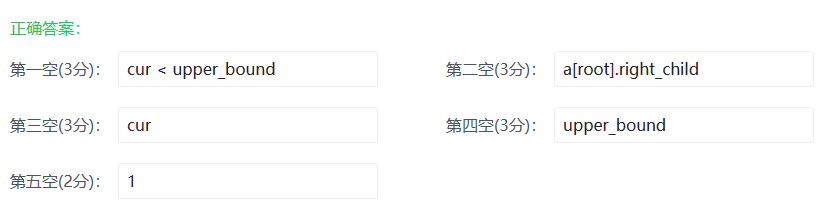 正确答案：
第一空(3分)： cur < upper_bound 第二空(3分)： a[root].right_child
第三空(3分)： cur 第四空(3分)： upper_bound
第五空(2分)： 1